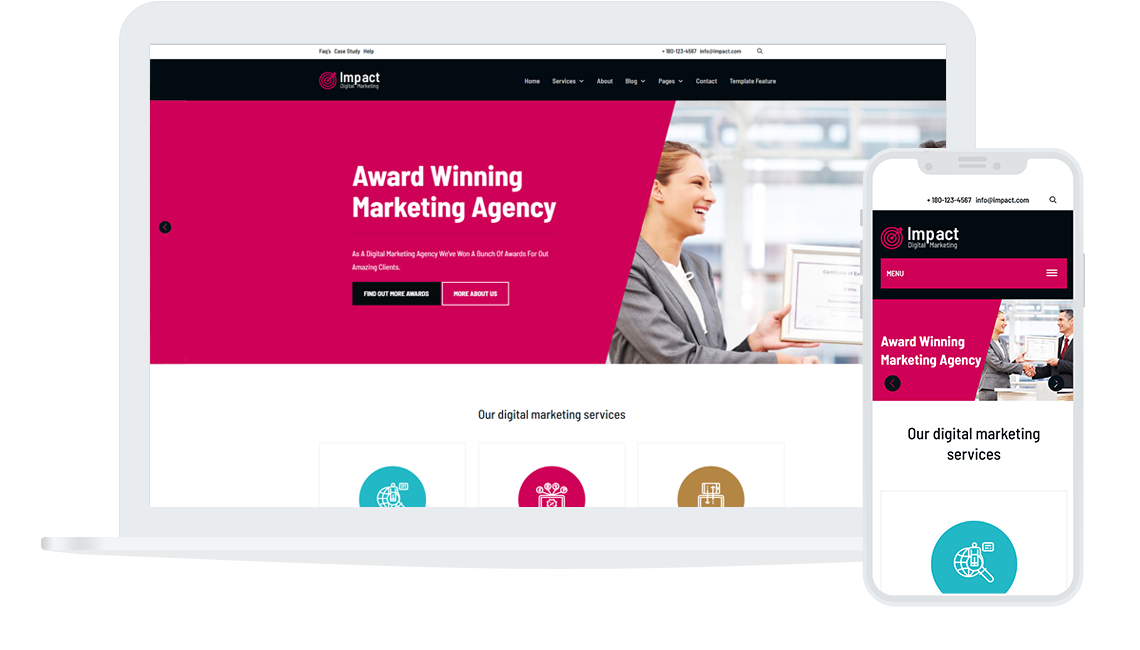 Faq's Case Study Help
+ 180-123-4567 info@impact.com
Impact
Digital Marketing
Home Services About Blog Pages Contact Template Feature
Award Winning
Marketing Agency
As A Digital Marketing Agency We've Won A Bunch Of Awards For Out
Amazing Clients.
FIND OUT MORE AWARDS
MORE ABOUT US
Our digital marketing services
+ 180-123-4567 info@impact.com
Impact
Digital Marketing
MENU
Award Winning
Marketing Agency
Our digital marketing
services